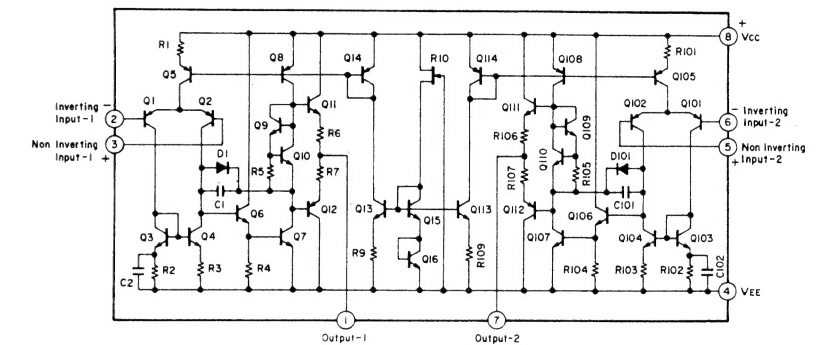 +
8 Vcc
R1
Q5
Q8
Q14
R10
Q114
Q108
R101
Q105
Inverting -
Input-1
2
Q1
Q2
Q11
Q9
R6
Q10
Q111
R106
Q109
Q110
Q102
Q101
- Inverting
6 Input-2
Non Inverting
Input-1 +
3
5 Non Inverting
+ Input-2
D1
R5
R7
R107
R105
D101
C1
Q6
Q12
Q13
Q15
Q113
Q112
Q106
C101
Q3
Q4
Q7
Q16
Q107
Q104
Q103
C2
R2
R3
R4
R9
R109
R104
R103
R102
C102
4 VEE
-
1
7
Output-1
Output-2